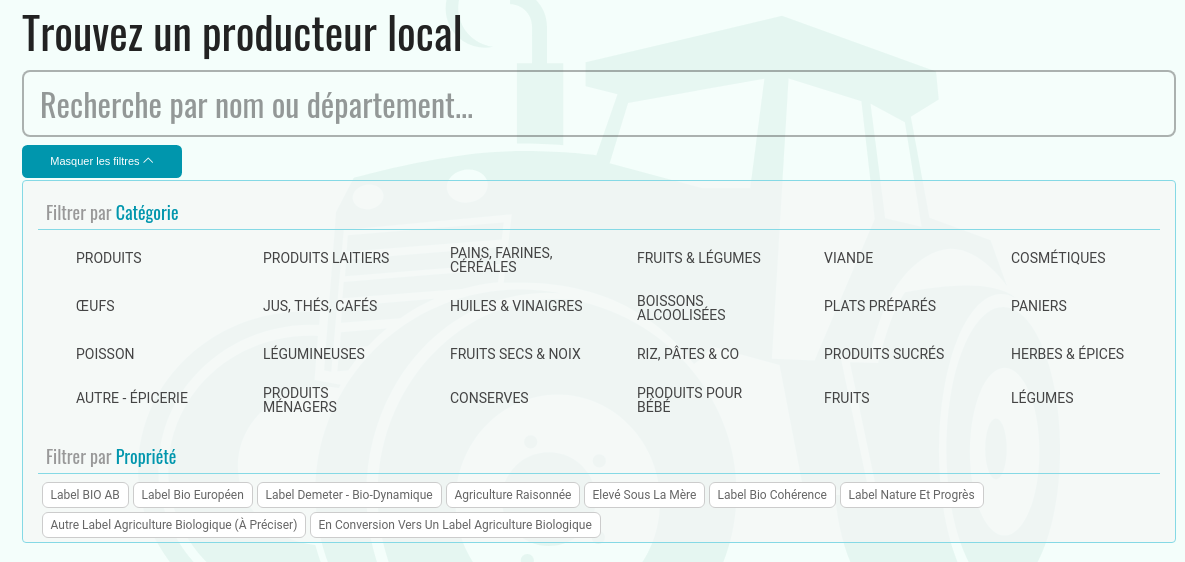 Trouvez un producteur local
Recherche par nom ou département...
Masquer les filtres
Filtrer par Catégorie
PRODUITS
PRODUITS LAITIERS
PAINS, FARINES,
CÉRÉALES
FRUITS & LÉGUMES
VIANDE
COSMÉTIQUES
ŒUFS
JUS, THÉS, CAFÉS
HUILES & VINAIGRES
BOISSONS
ALCOOLISÉES
PLATS PRÉPARÉS
PANIERS
POISSON
LÉGUMINEUSES
FRUITS SECS & NOIX
RIZ, PÂTES & CO
PRODUITS SUCRÉS
HERBES & ÉPICES
AUTRE - ÉPICERIE
PRODUITS
MÉNAGERS
CONSERVES
PRODUITS POUR
BÉBÉ
FRUITS
LÉGUMES
Filtrer par Propriété
Label BIO AB
Label Bio Européen
Label Demeter - Bio-Dynamique
Agriculture Raisonnée
Elevé Sous La Mère
Label Bio Cohérence
Label Nature Et Progrès
Autre Label Agriculture Biologique (À Préciser)
En Conversion Vers Un Label Agriculture Biologique